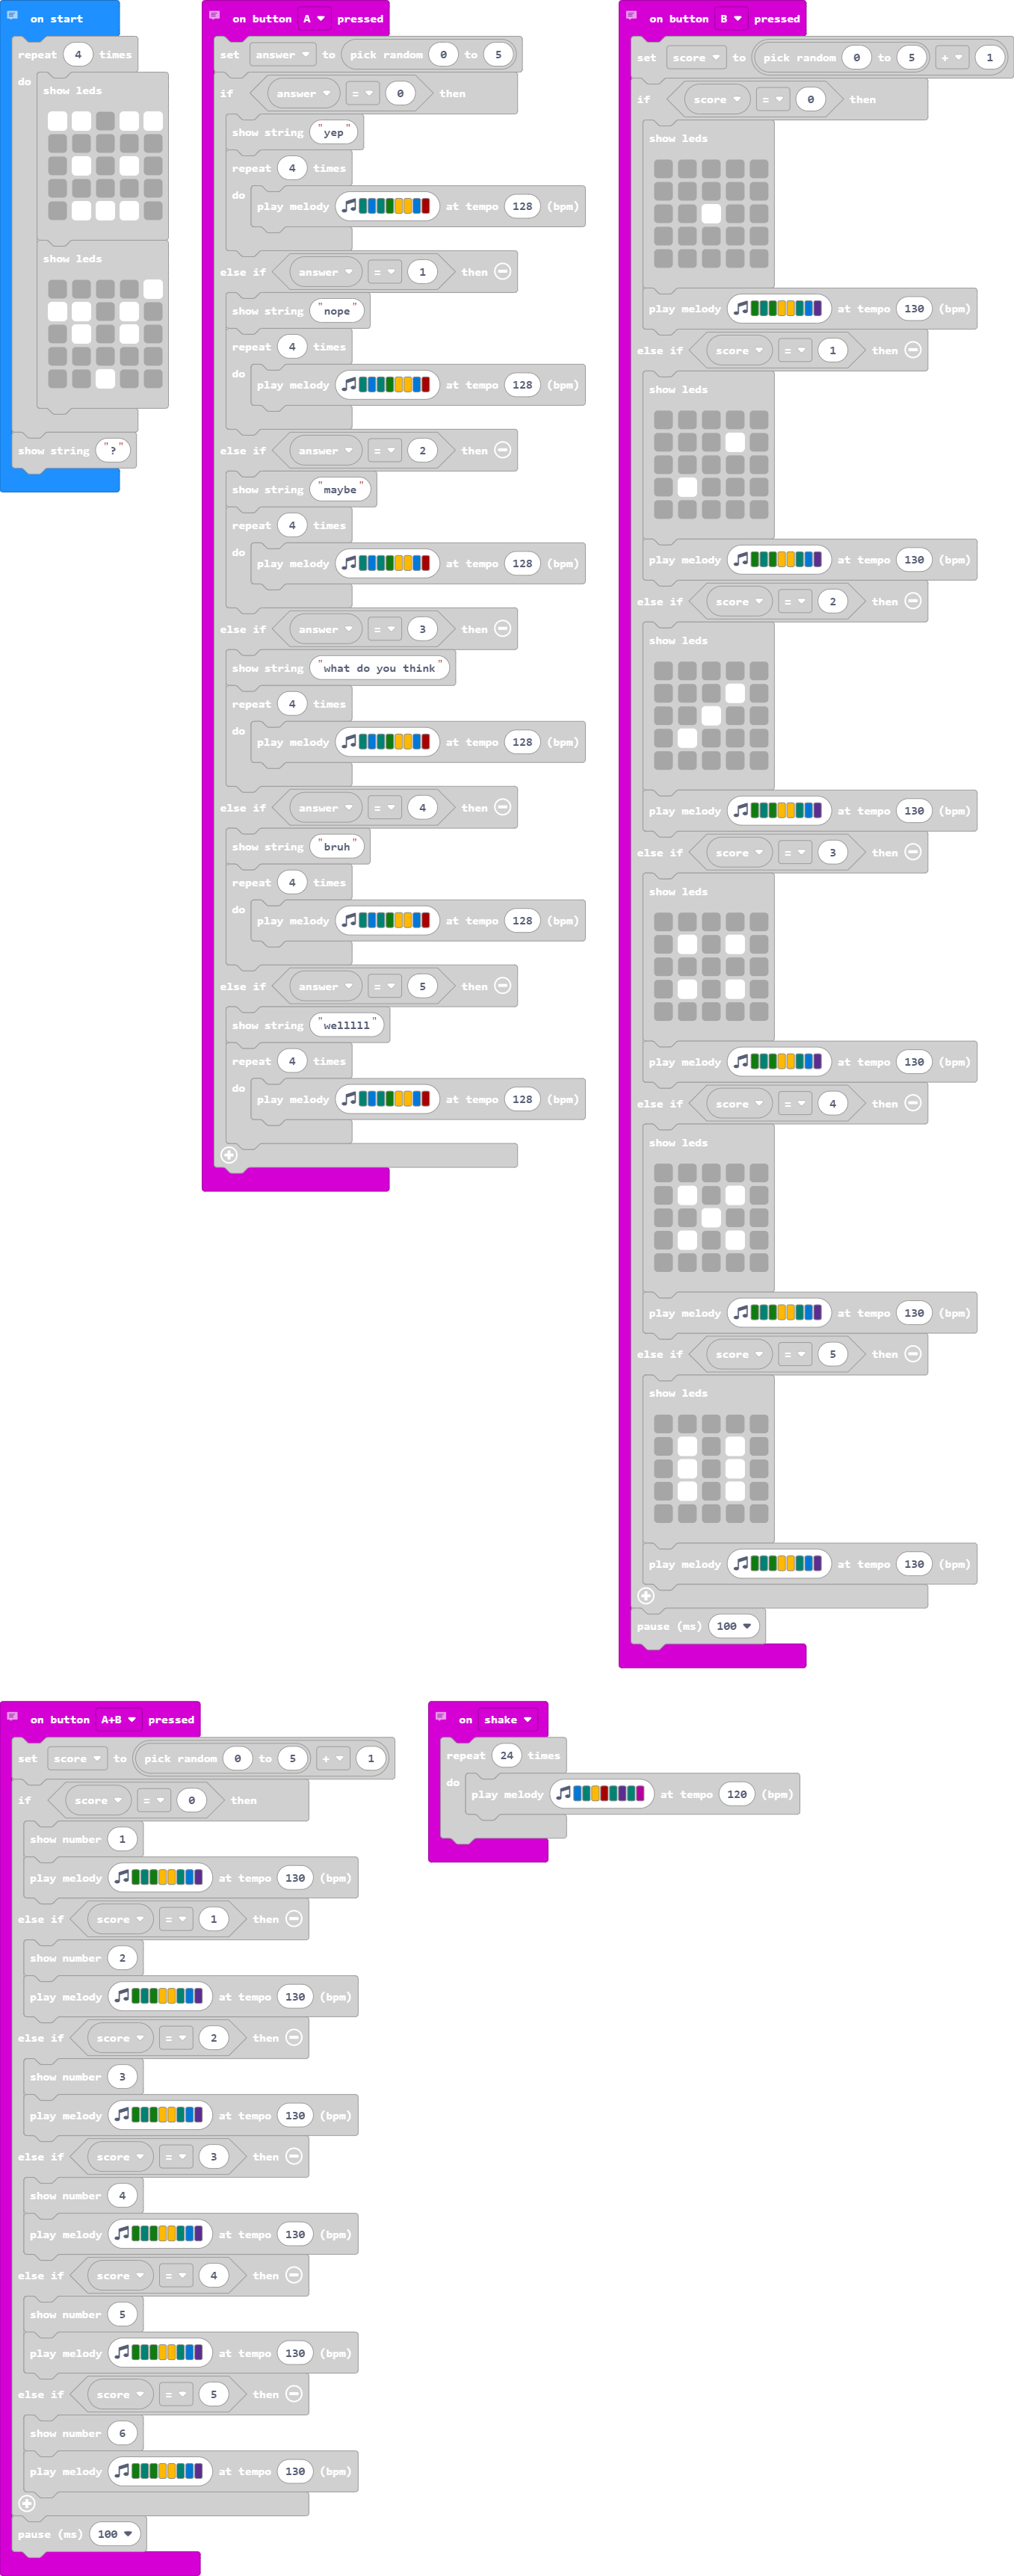 on start
repeat 4 times
do
show leds
show leds
show string "?"
on button A pressed
set answer to pick random 0 to 5
if answer = 0 then
show string "yep"
repeat 4 times
do
play melody at tempo 128 (bpm)
else if answer = 1 then
show string "nope"
repeat 4 times
do
play melody at tempo 128 (bpm)
else if answer = 2 then
show string "maybe"
repeat 4 times
do
play melody at tempo 128 (bpm)
else if answer = 3 then
show string "what do you think"
repeat 4 times
do
play melody at tempo 128 (bpm)
else if answer = 4 then
show string "bruh"
repeat 4 times
do
play melody at tempo 128 (bpm)
else if answer = 5 then
show string "welllll"
repeat 4 times
do
play melody at tempo 128 (bpm)
on button B pressed
set score to pick random 0 to 5 + 1
if score = 0 then
show leds
play melody at tempo 130 (bpm)
else if score = 1 then
show leds
play melody at tempo 130 (bpm)
else if score = 2 then
show leds
play melody at tempo 130 (bpm)
else if score = 3 then
show leds
play melody at tempo 130 (bpm)
else if score = 4 then
show leds
play melody at tempo 130 (bpm)
else if score = 5 then
show leds
play melody at tempo 130 (bpm)
pause (ms) 100
on button A+B pressed
set score to pick random 0 to 5 + 1
if score = 0 then
show number 1
play melody at tempo 130 (bpm)
else if score = 1 then
show number 2
play melody at tempo 130 (bpm)
else if score = 2 then
show number 3
play melody at tempo 130 (bpm)
else if score = 3 then
show number 4
play melody at tempo 130 (bpm)
else if score = 4 then
show number 5
play melody at tempo 130 (bpm)
else if score = 5 then
show number 6
play melody at tempo 130 (bpm)
pause (ms) 100
on shake
repeat 24 times
do
play melody at tempo 120 (bpm)